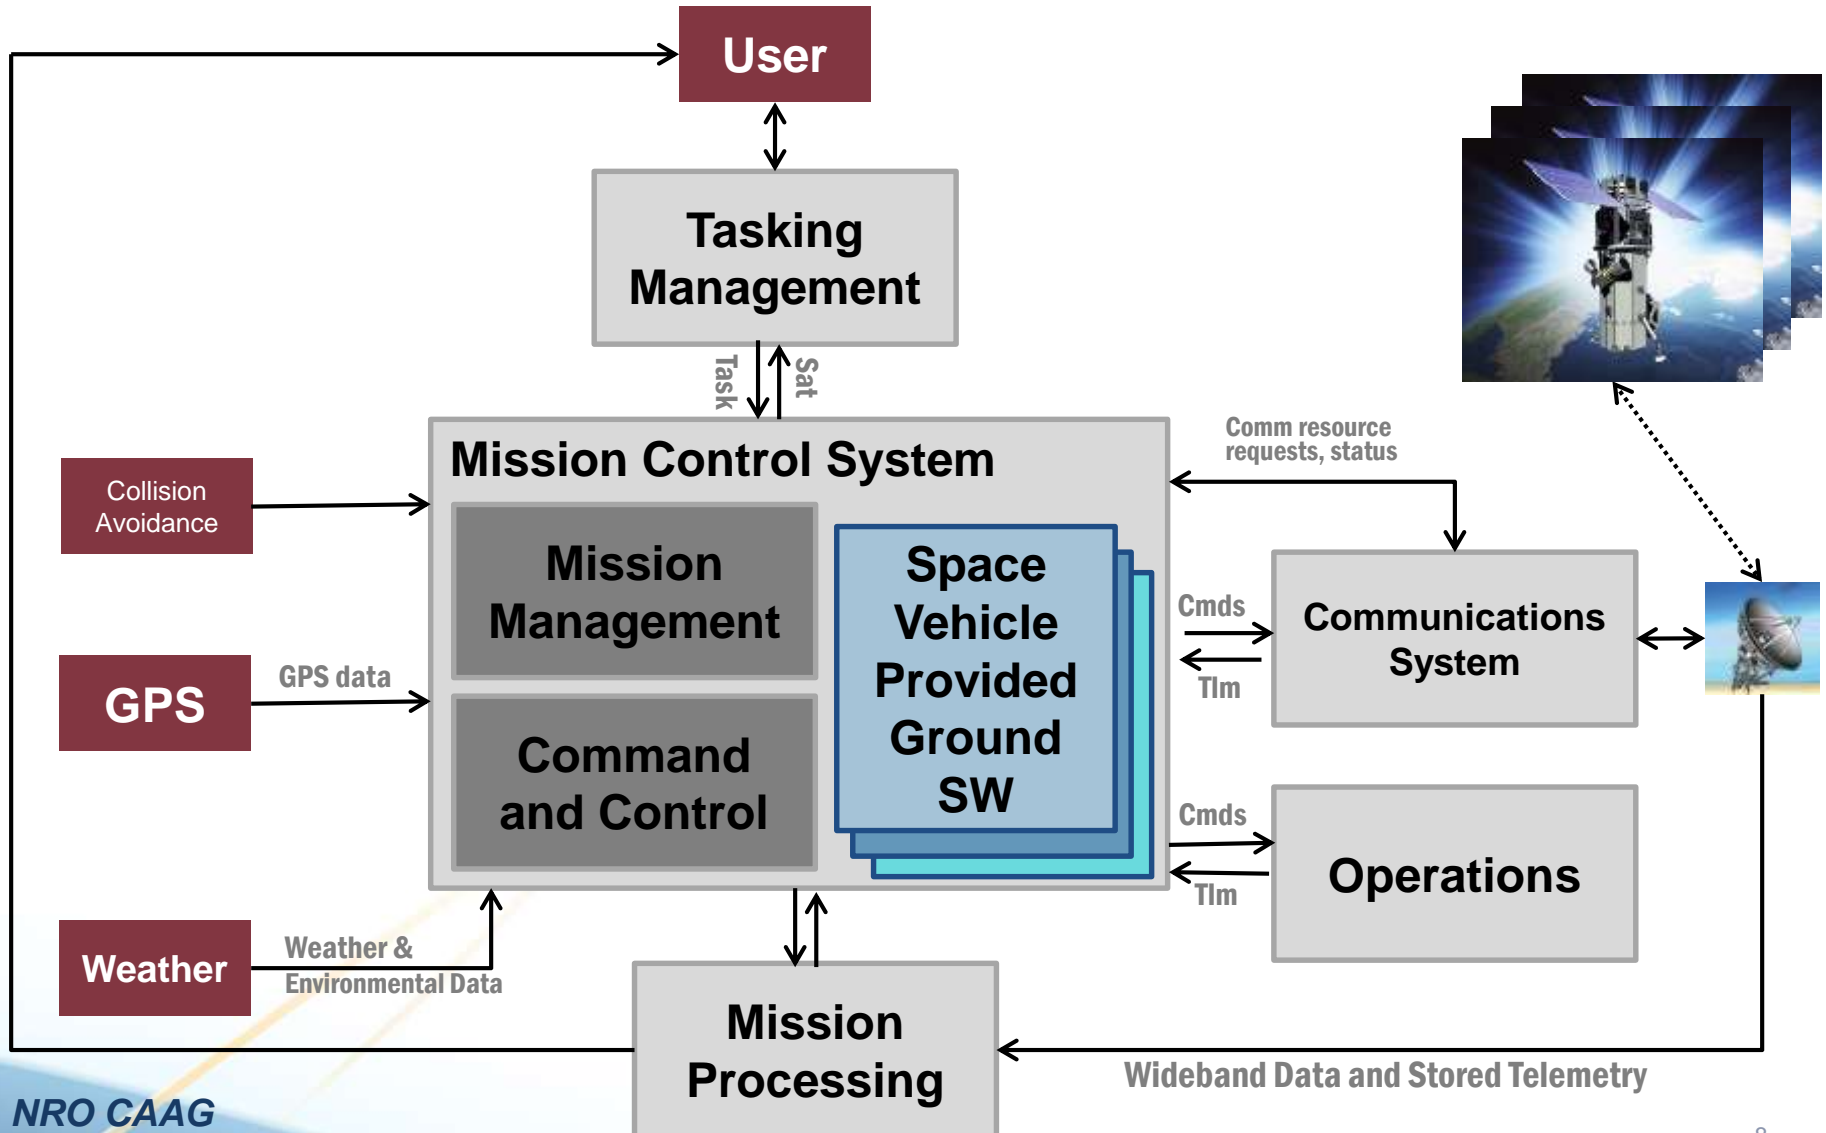 User
Tasking
Management
Task
Sat
Mission Control System
Comm resource
requests, status
Collision
Avoidance
Mission
Management
Space
Vehicle
Provided
Ground
SW
Cmds
Tlm
Communications
System
GPS
GPS data
Command
and Control
Cmds
Tlm
Operations
Weather
Weather &
Environmental Data
Mission
Processing
Wideband Data and Stored Telemetry
NRO CAAG